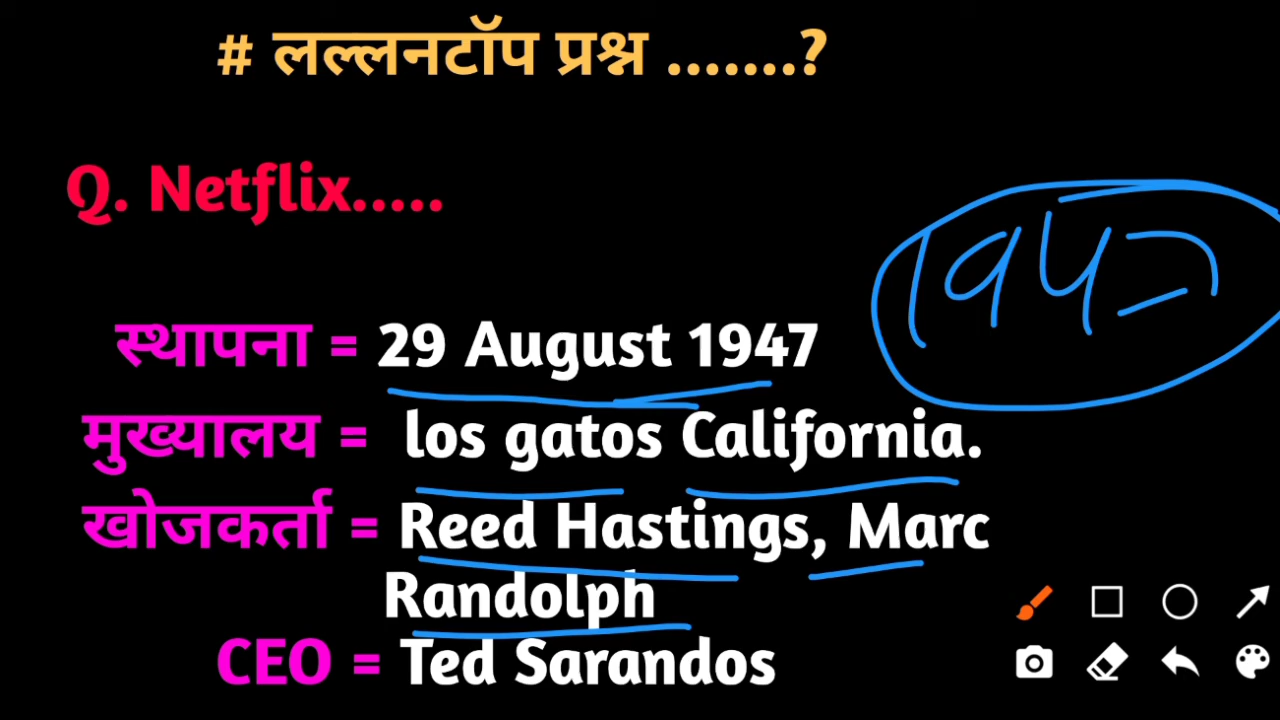 # लल्लनटॉप प्रश्न .......?
Q. Netflix.....
1947
स्थापना = 29 August 1947
मुख्यालय = los gatos California.
खोजकर्ता = Reed Hastings, Marc
Randolph
CEO = Ted Sarandos